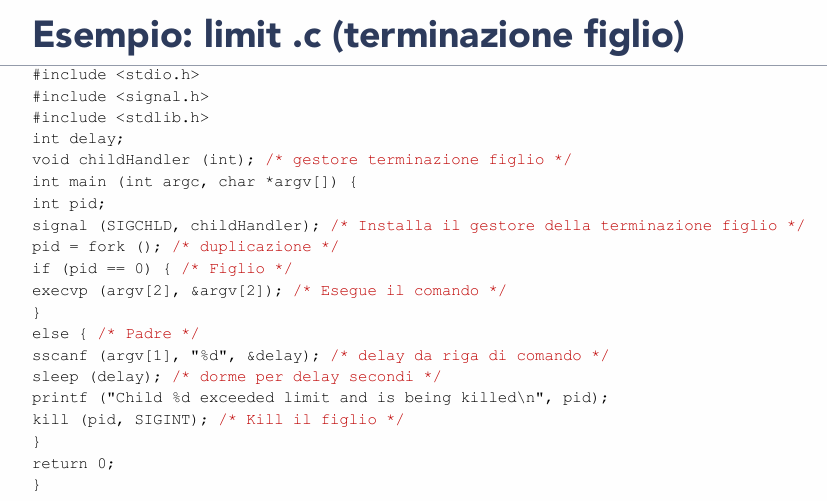 Esempio: limit .c (terminazione figlio)
#include <stdio.h>
#include <signal.h>
#include <stdlib.h>
int delay;
void childHandler (int); /* gestore terminazione figlio */
int main (int argc, char *argv[]) {
int pid;
signal (SIGCHLD, childHandler); /* Installa il gestore della terminazione figlio */
pid = fork (); /* duplicazione */
if (pid == 0) { /* Figlio */
execvp (argv[2], &argv[2]); /* Esegue il comando */
}
else { /* Padre */
sscanf (argv[1], "%d", &delay); /* delay da riga di comando */
sleep (delay); /* dorme per delay secondi */
printf ("Child %d exceeded limit and is being killed\n", pid);
kill (pid, SIGINT); /* Kill il figlio */
}
return 0;
}